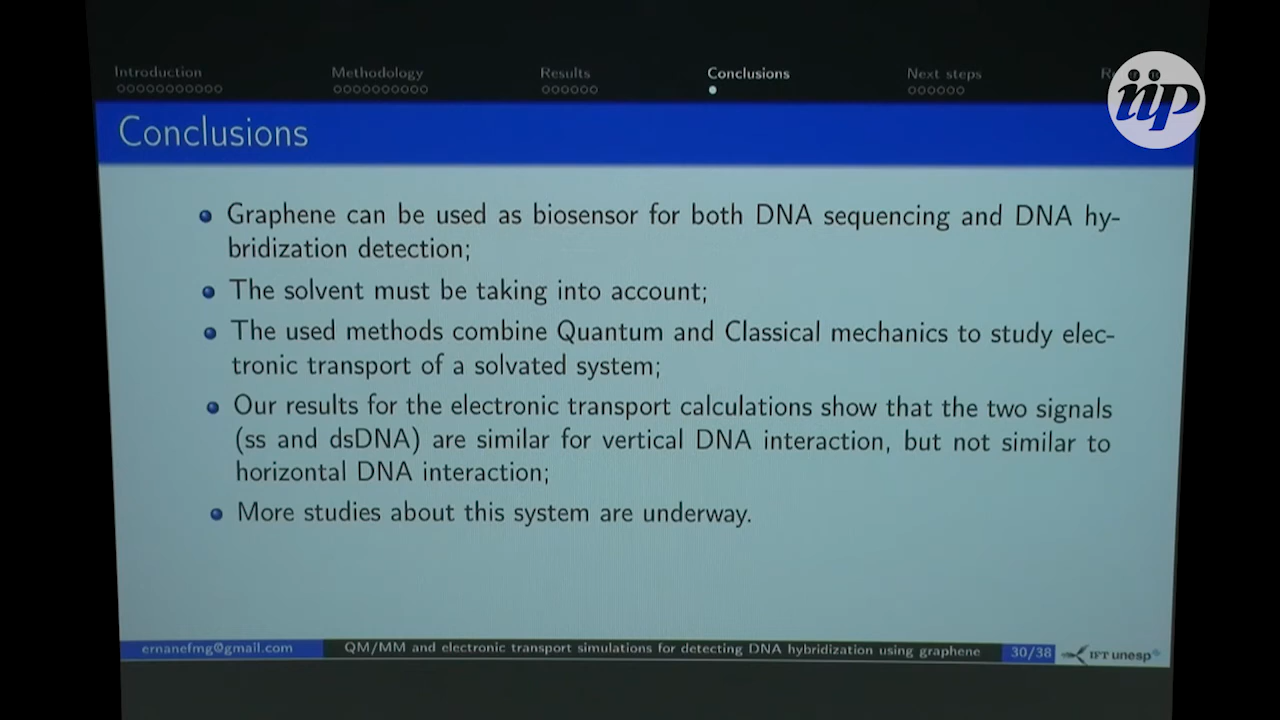 Introduction Methodology Results Conclusions Next steps
iip
Conclusions
Graphene can be used as biosensor for both DNA sequencing and DNA hy-
bridization detection;
The solvent must be taking into account;
The used methods combine Quantum and Classical mechanics to study elec-
tronic transport of a solvated system;
Our results for the electronic transport calculations show that the two signals
(ss and dsDNA) are similar for vertical DNA interaction, but not similar to
horizontal DNA interaction;
More studies about this system are underway.
ernanefmg@gmail.com QM/MM and electronic transport simulations for detecting DNA hybridization using graphene 30/38 IFT unesp